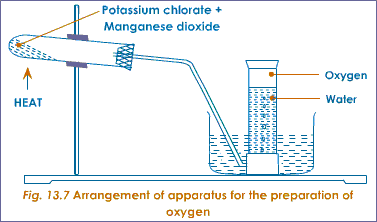 Potassium chlorate +
Manganese dioxide
Oxygen
Water
HEAT
Fig. 13.7 Arrangement of apparatus for the preparation of
oxygen